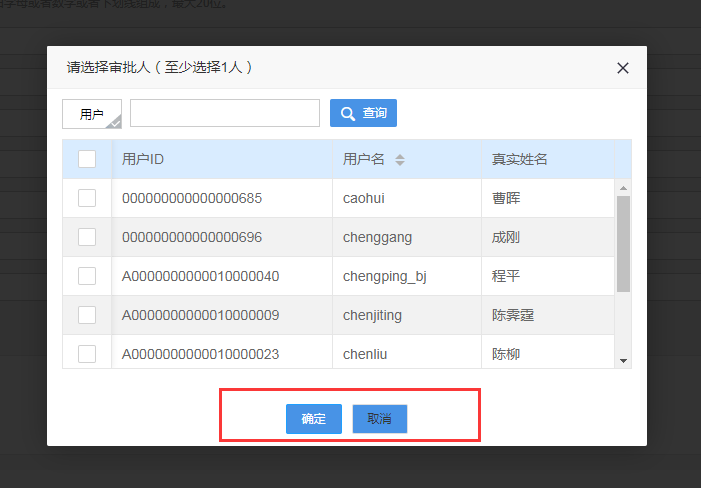 字母或者数字或者下划线组成，最大20位。
请选择审批人（至少选择1人）
用户 查询
用户ID 用户名 真实姓名
000000000000000685 caohui 曹晖
000000000000000696 chenggang 成刚
A0000000000010000040 chengping_bj 程平
A0000000000010000009 chenjiting 陈霁霆
A0000000000010000023 chenliu 陈柳
确定 取消